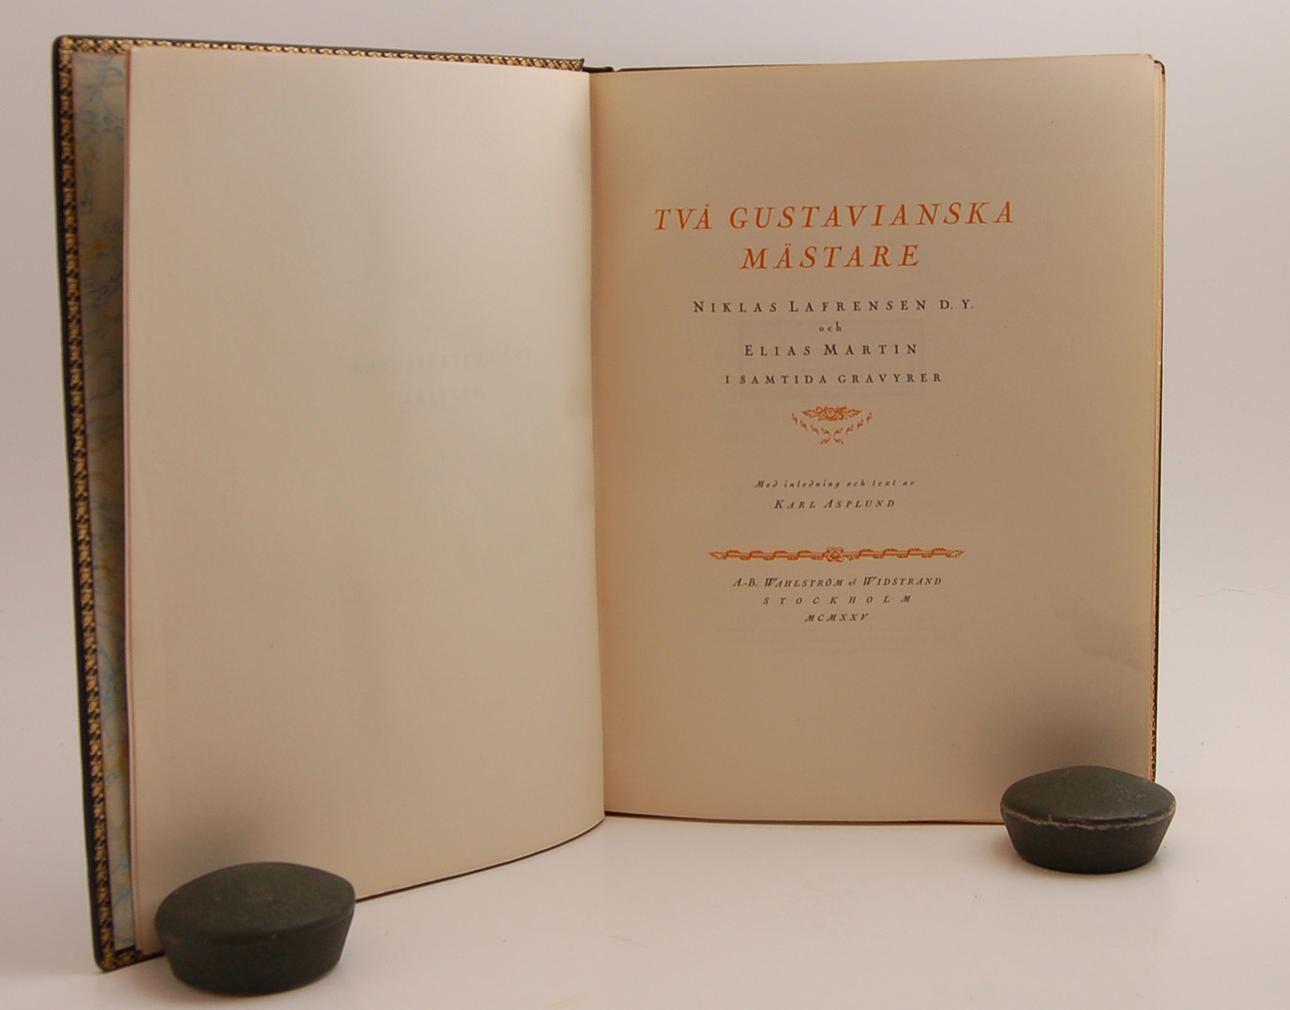 TVÅ GUSTAVIANSKA
MÄSTARE
NIKLAS LAFRENSEN D. Y.
och
ELIAS MARTIN
I SAMTIDA GRAVYRER
Med inledning och text av
KARL ASPLUND
A.-B. WAHLSTRÖM & WIDSTRAND
STOCKHOLM
MCMXXV